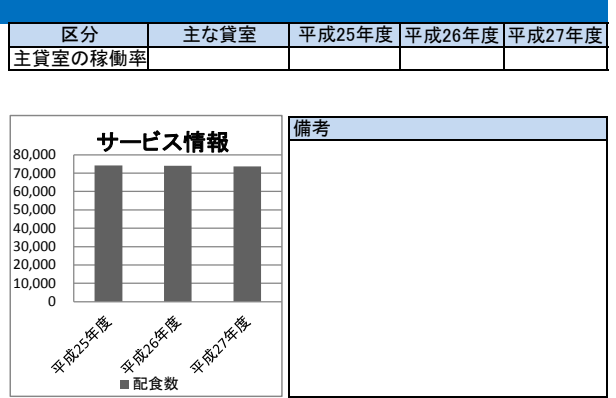 区分 主な貸室 平成25年度 平成26年度 平成27年度
主貸室の稼働率
サービス情報
80,000
70,000
60,000
50,000
40,000
30,000
20,000
10,000
0
平成25年度 平成26年度 平成27年度
配食数
備考